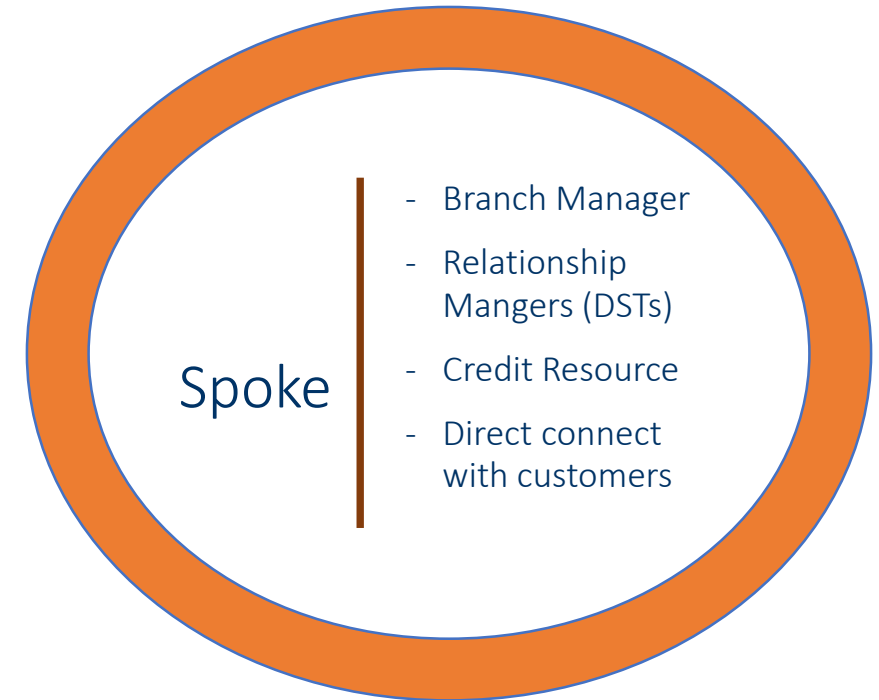 Spoke
- Branch Manager
- Relationship
Mangers (DSTs)
- Credit Resource
- Direct connect
with customers